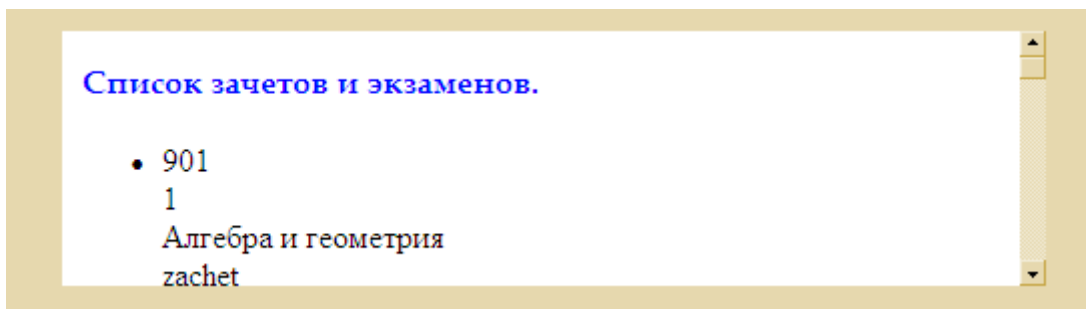 Список зачетов и экзаменов.
901
1
Алгебра и геометрия
zachet